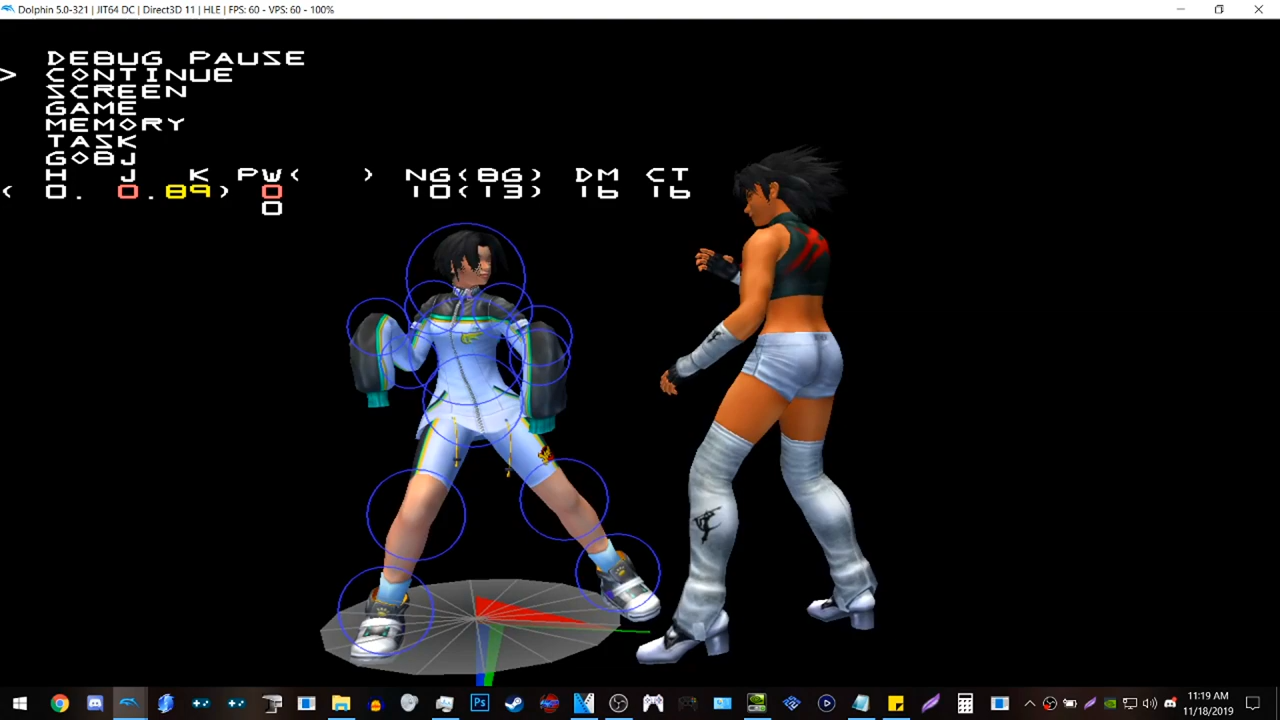 Dolphin 5.0-321 | JIT64 DC | Direct3D 11 | HLE | FPS: 60 - VPS: 60 - 100%
DEBUG PAUSE
> CONTINUE
SCREEN
GAME
MEMORY
TASK
GOBJ
H J K PW( ) NG(BG) DM CT
( 0. 0.89) 0 10(13) 16 16
0
11:19 AM
11/18/2019